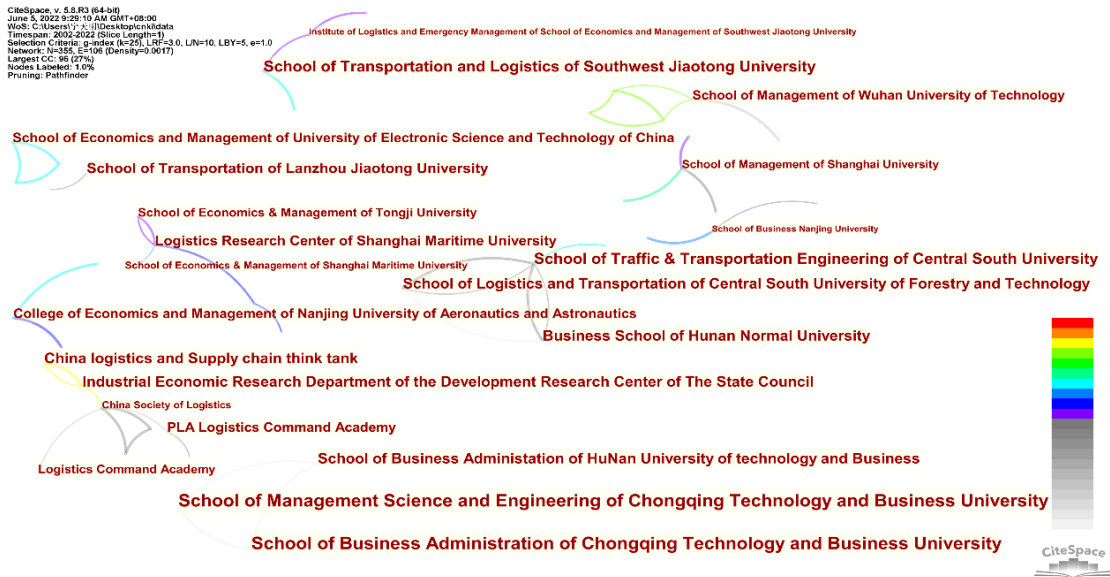 CiteSpace, v. 5.8.R3 (64-bit)
June 5, 2022 9:29:10 AM GMT+08:00
WoS: C:\Users\宁天明\Desktop\cnki\data
Timespan: 2002-2022 (Slice Length=1)
Selection Criteria: g-index (k=25), LRF=3.0, L/N=10, LBY=5, e=1.0
Network: N=355, E=106 (Density=0.0017)
Largest CC: 96 (27%)
Nodes Labeled: 1.0%
Pruning: Pathfinder
Institute of Logistics and Emergency Management of School of Economics and Management of Southwest Jiaotong University
School of Transportation and Logistics of Southwest Jiaotong University
School of Management of Wuhan University of Technology
School of Economics and Management of University of Electronic Science and Technology of China
School of Transportation of Lanzhou Jiaotong University
School of Management of Shanghai University
School of Economics & Management of Tongji University
School of Business Nanjing University
Logistics Research Center of Shanghai Maritime University
School of Economics & Management of Shanghai Maritime University
School of Traffic & Transportation Engineering of Central South University
School of Logistics and Transportation of Central South University of Forestry and Technology
College of Economics and Management of Nanjing University of Aeronautics and Astronautics
Business School of Hunan Normal University
China logistics and Supply chain think tank
Industrial Economic Research Department of the Development Research Center of The State Council
China Society of Logistics
PLA Logistics Command Academy
Logistics Command Academy
School of Business Administation of HuNan University of technology and Business
School of Management Science and Engineering of Chongqing Technology and Business University
School of Business Administration of Chongqing Technology and Business University
CiteSpace